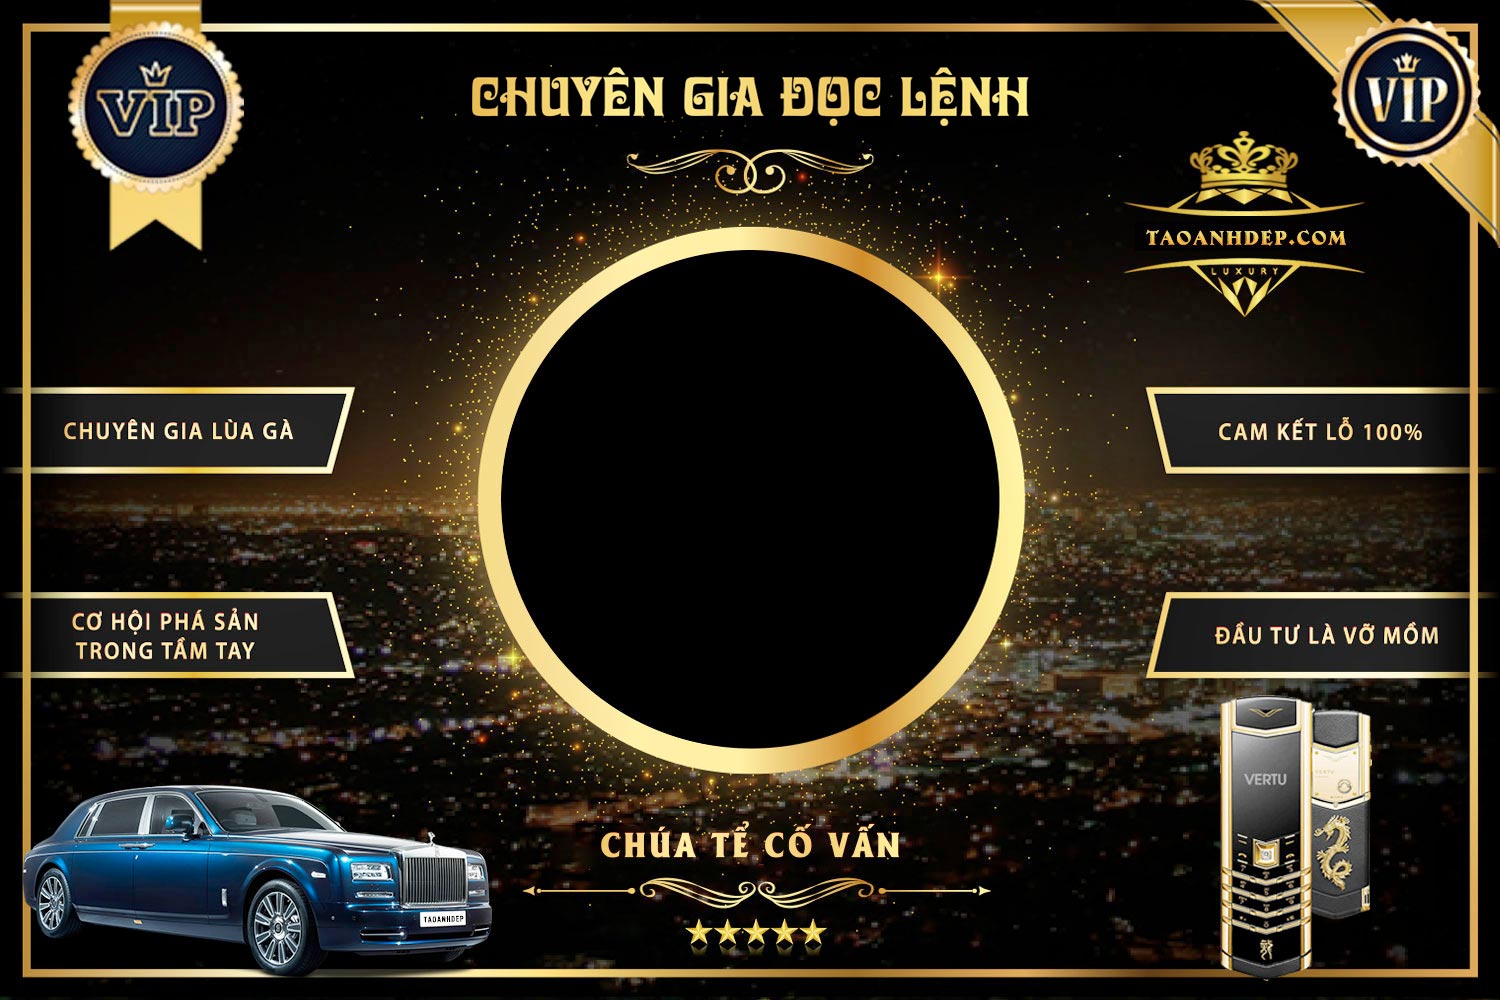 VIP
VIP
CHUYÊN GIA ĐỌC LỆNH
TAOANHDEP.COM
LUXURY
CHUYÊN GIA LÙA GÀ
CAM KẾT LỖ 100%
CƠ HỘI PHÁ SẢN
TRONG TẦM TAY
ĐẦU TƯ LÀ VỠ MỒM
VERTU
VERTU
CHÚA TỂ CỐ VẤN
TAOANHDEP